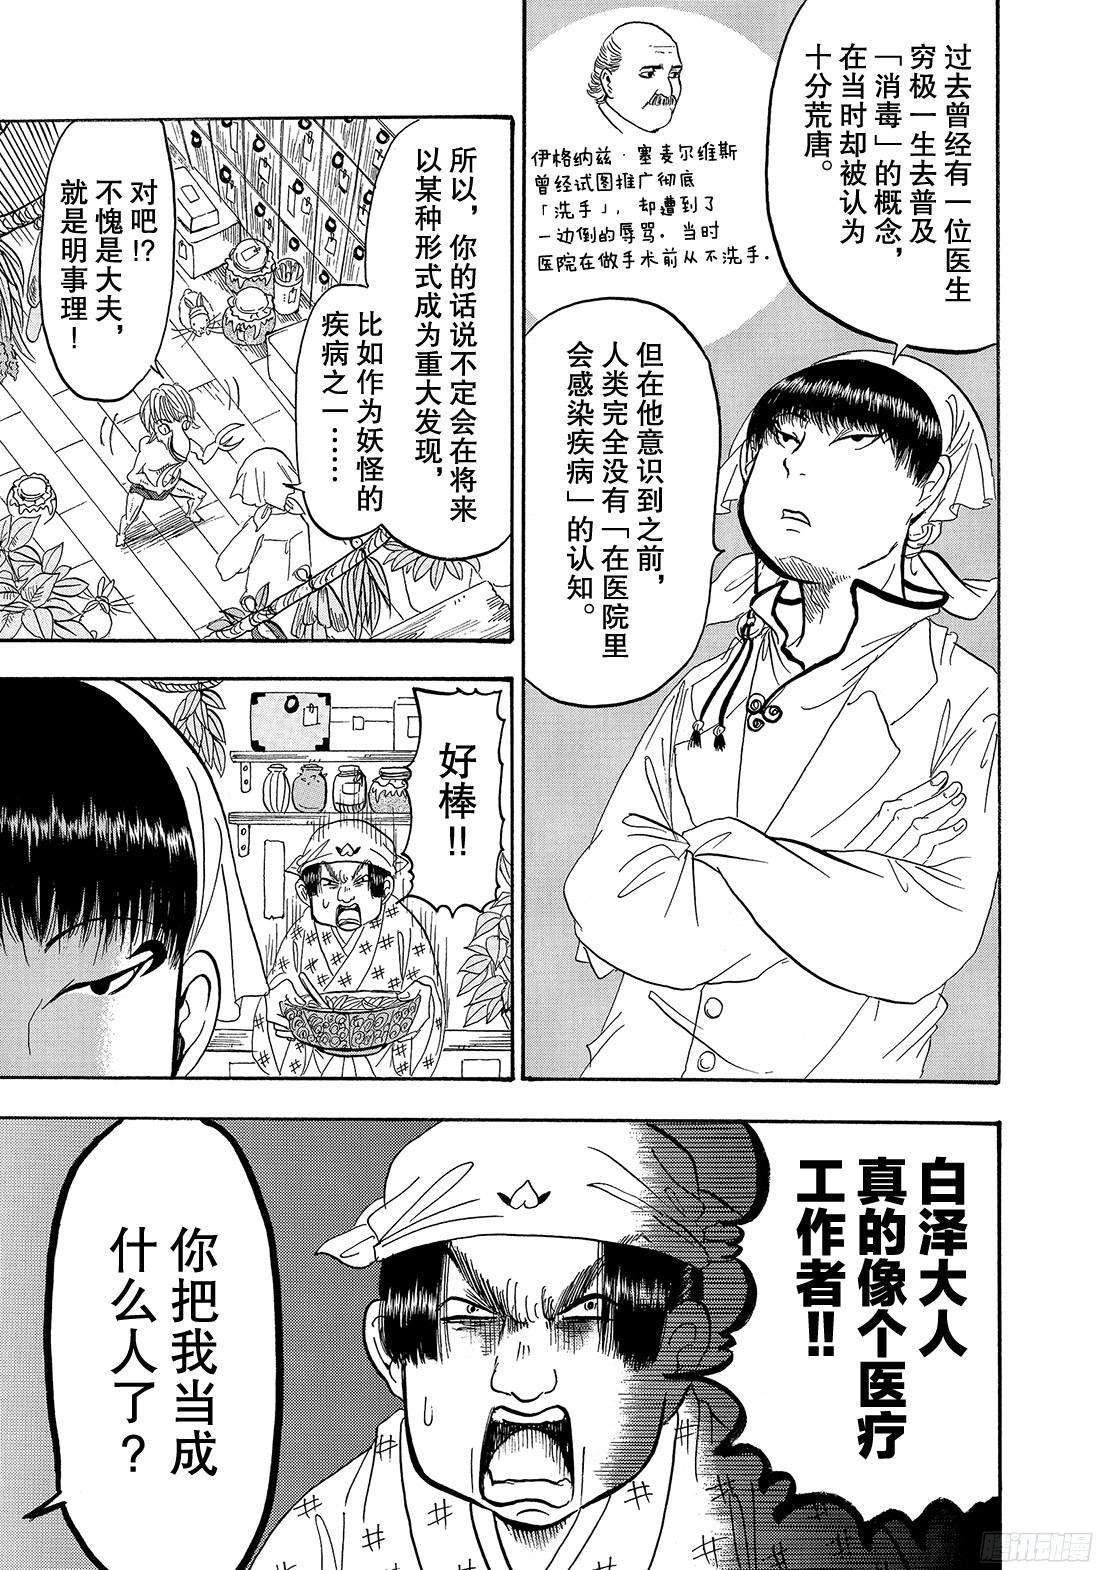 过去曾经有一位医生
穷极一生去普及
「消毒」的概念，
在当时却被认为
十分荒唐。
伊格纳兹·塞麦尔维斯
曾经试图推广彻底
「洗手」，却遭到了
一边倒的辱骂．当时
医院在做手术前从不洗手．
但在他意识到之前，
人类完全没有「在医院里
会感染疾病」的认知。
所以，你的话说不定会在将来
以某种形式成为重大发现，
比如作为妖怪的
疾病之一……
对吧!?
不愧是大夫，
就是明事理！
好棒!!
白泽大人
真的像个医疗
工作者!!
你把我当成
什么人了？
腾讯动漫